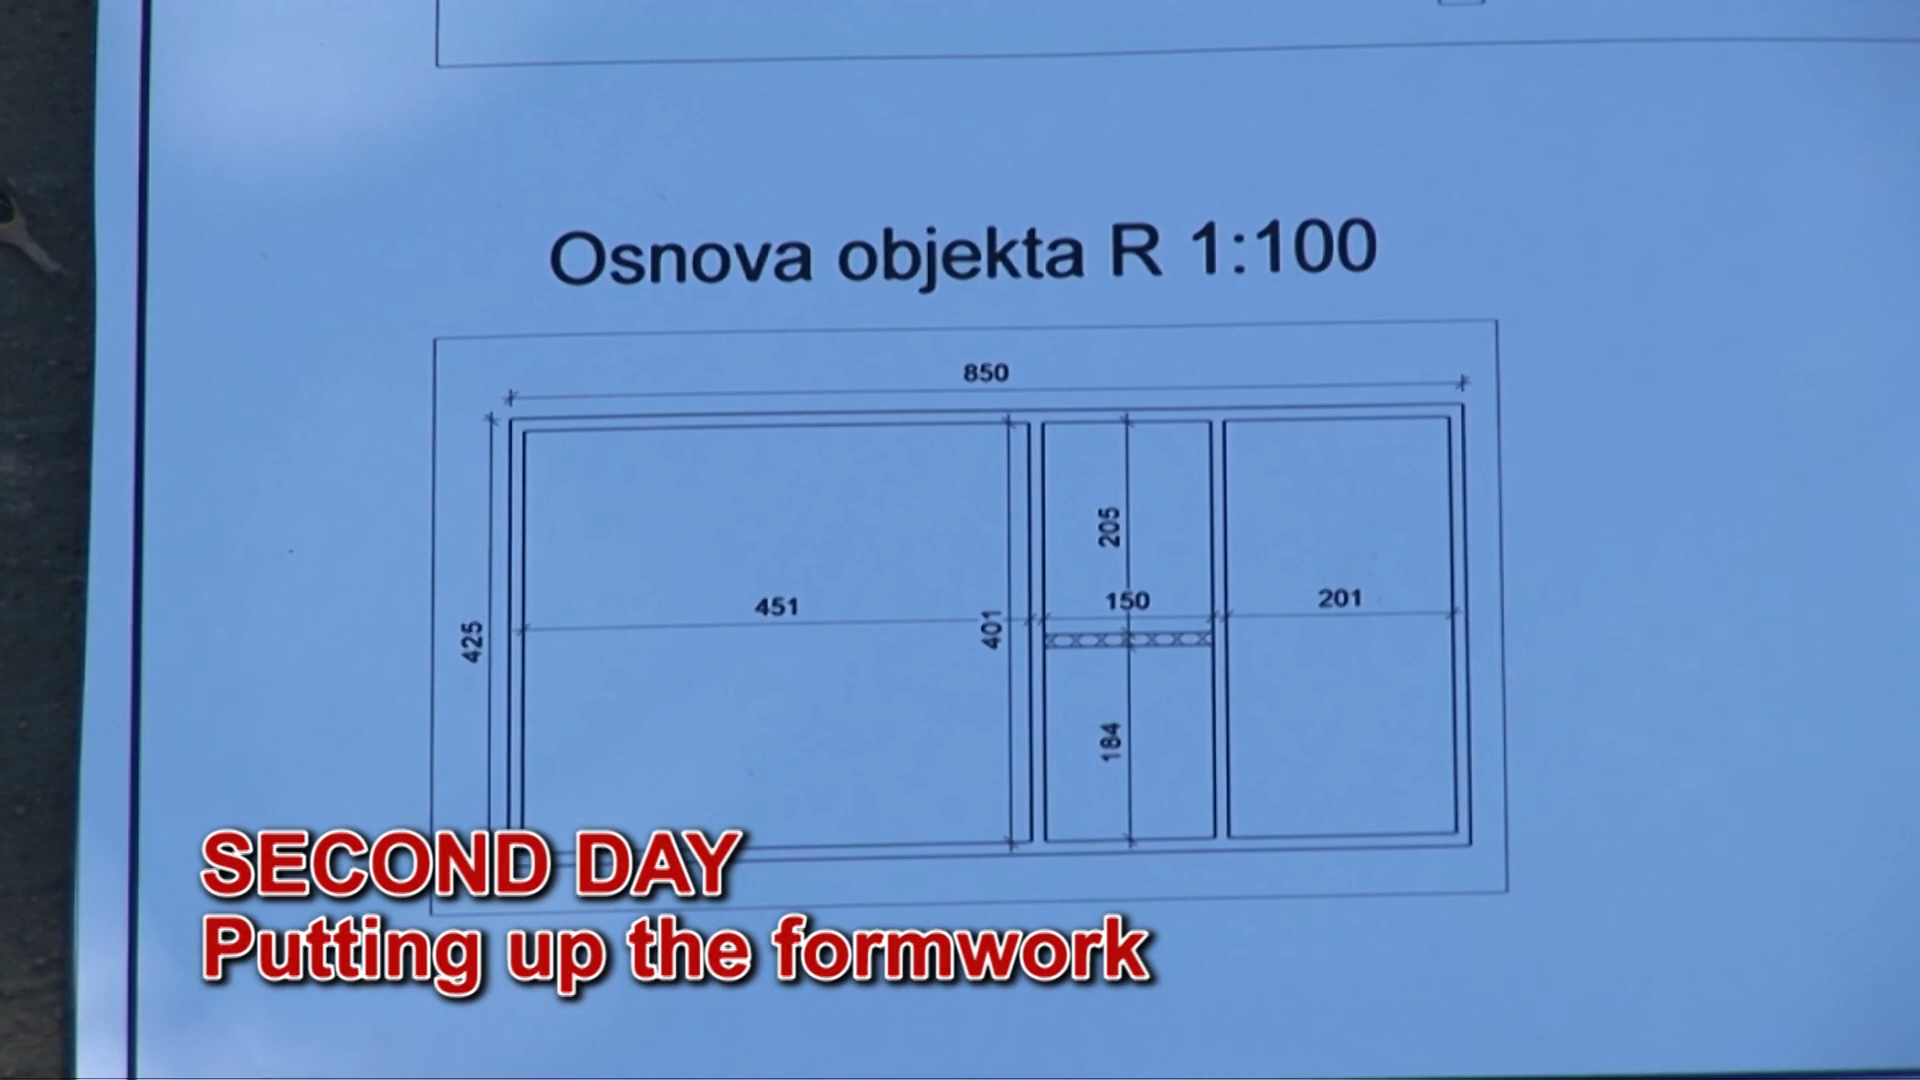 Osnova objekta R 1:100
850
205
451
150
201
425
401
184
SECOND DAY
Putting up the formwork